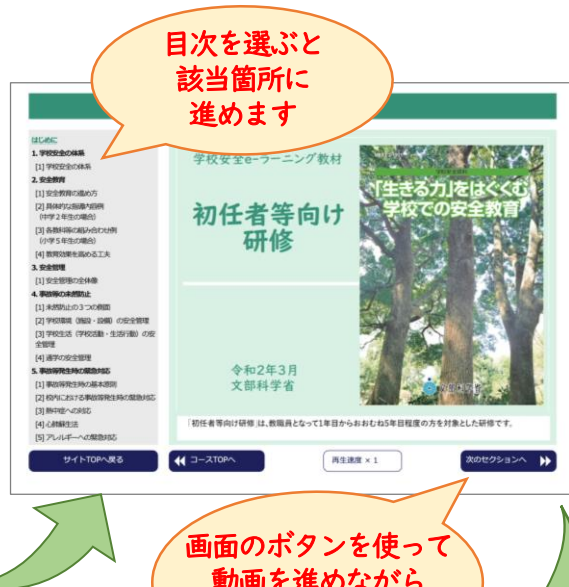 目次を選ぶと
該当箇所に
進めます
はじめに
1. 学校安全の体系
[1] 学校安全の体系
2. 安全教育
[1] 安全教育の進め方
[2] 具体的な指導内容例
(中学2年生の場合)
[3] 各教科等の組み合わせ例
(小学5年生の場合)
[4] 教育効果を高める工夫
3. 安全管理
[1] 安全管理の全体像
4. 事故等の未然防止
[1] 未然防止の3つの側面
[2] 学校環境（施設・設備）の安全管理
[3] 学校生活（学校活動・生活行動）の安
全管理
[4] 通学の安全管理
5. 事故等発生時の緊急対応
[1] 事故等発生時の基本原則
[2] 校内における事故等発生時の緊急対応
[3] 熱中症への対応
[4] 心肺蘇生法
[5] アレルギーへの緊急対応
学校安全e-ラーニング教材
初任者等向け
研修
令和2年3月
文部科学省
「生きる力」をはぐくむ
学校での安全教育
文部科学省
「初任者等向け研修」は、教職員となって1年目からおおむね5年目程度の方を対象とした研修です。
サイトTOPへ戻る
コースTOPへ
再生速度 × 1
次のセクションへ
画面のボタンを使って
動画を進めながら